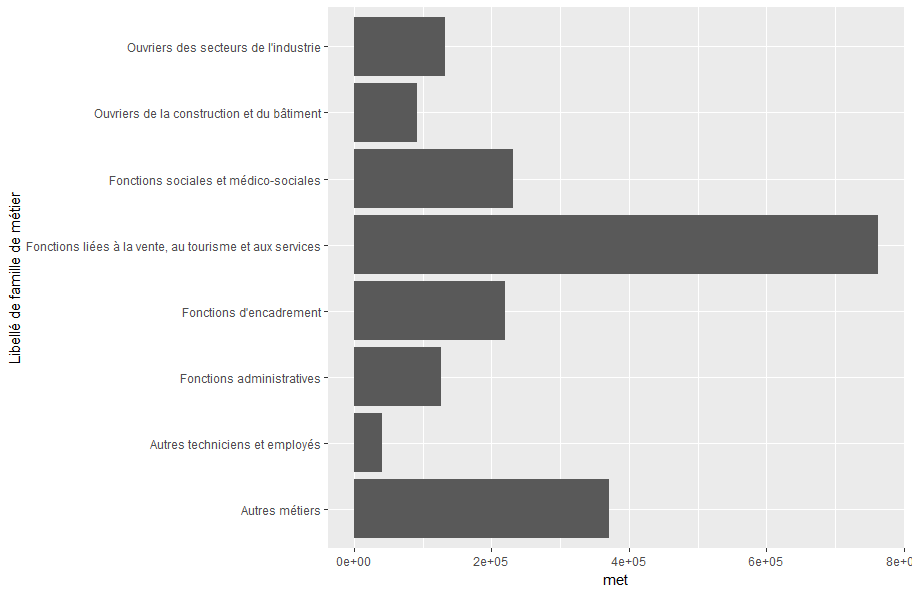 Libellé de famille de métier
Ouvriers des secteurs de l'industrie
Ouvriers de la construction et du bâtiment
Fonctions sociales et médico-sociales
Fonctions liées à la vente, au tourisme et aux services
Fonctions d'encadrement
Fonctions administratives
Autres techniciens et employés
Autres métiers
0e+00 2e+05 4e+05 6e+05 8e+0
met